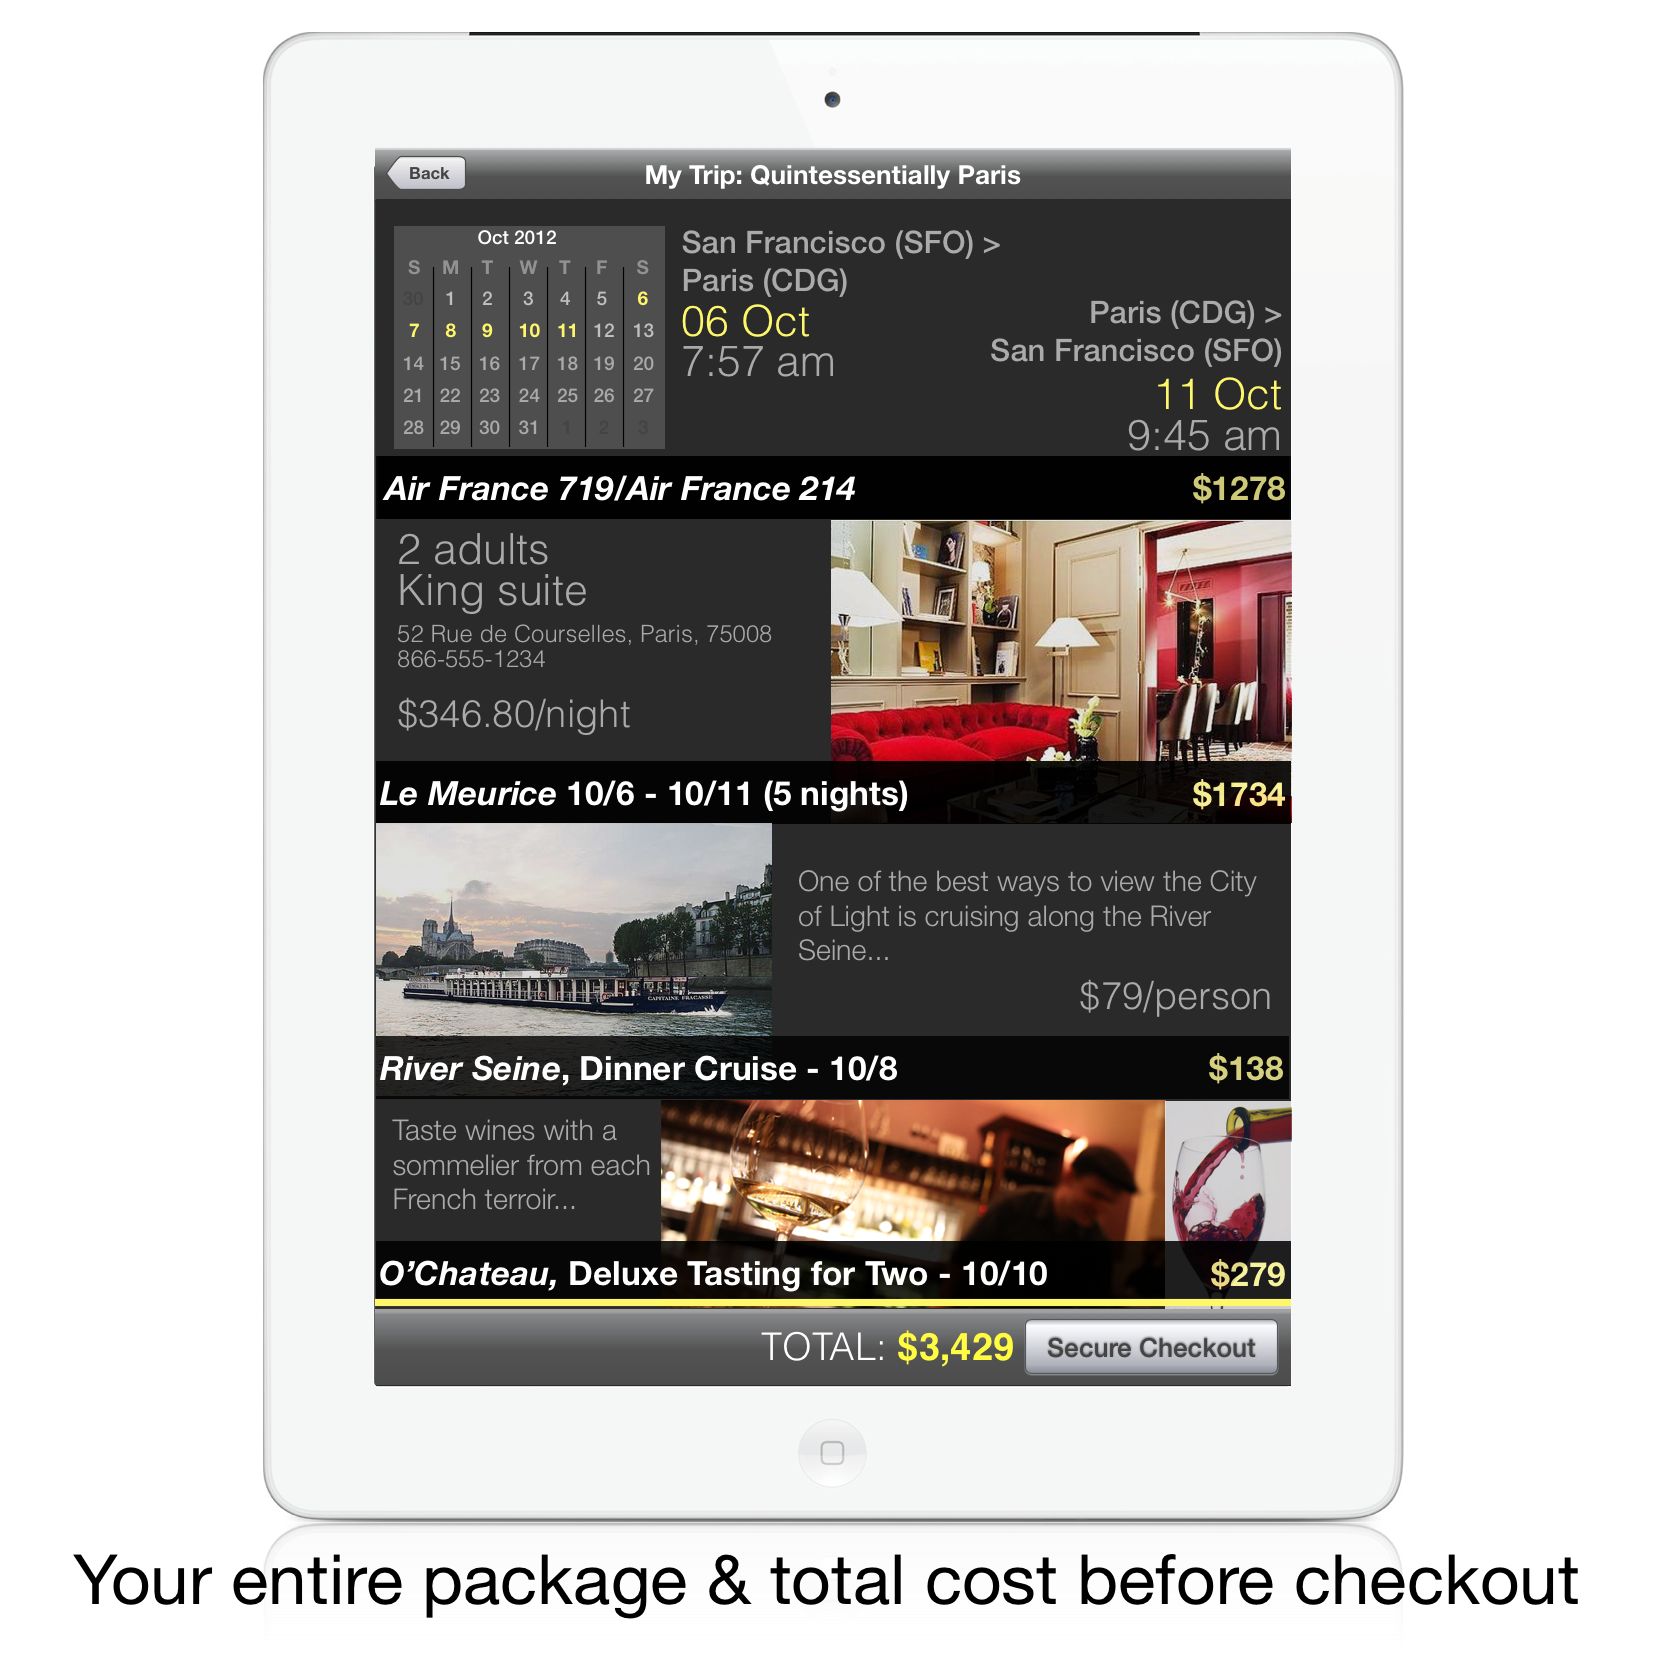 Back
My Trip: Quintessentially Paris
Oct 2012
S M T W T F S
30 1 2 3 4 5 6
7 8 9 10 11 12 13
14 15 16 17 18 19 20
21 22 23 24 25 26 27
28 29 30 31 1 2 3
San Francisco (SFO) >
Paris (CDG)
06 Oct
7:57 am
Paris (CDG) >
San Francisco (SFO)
11 Oct
9:45 am
Air France 719/Air France 214 $1278
2 adults
King suite
52 Rue de Courselles, Paris, 75008
866-555-1234
$346.80/night
Le Meurice 10/6 - 10/11 (5 nights) $1734
CAPITAINE FRACASSE
One of the best ways to view the City
of Light is cruising along the River
Seine...
$79/person
River Seine, Dinner Cruise - 10/8 $138
Taste wines with a
sommelier from each
French terroir...
O’Chateau, Deluxe Tasting for Two - 10/10 $279
TOTAL: $3,429 Secure Checkout
Your entire package & total cost before checkout